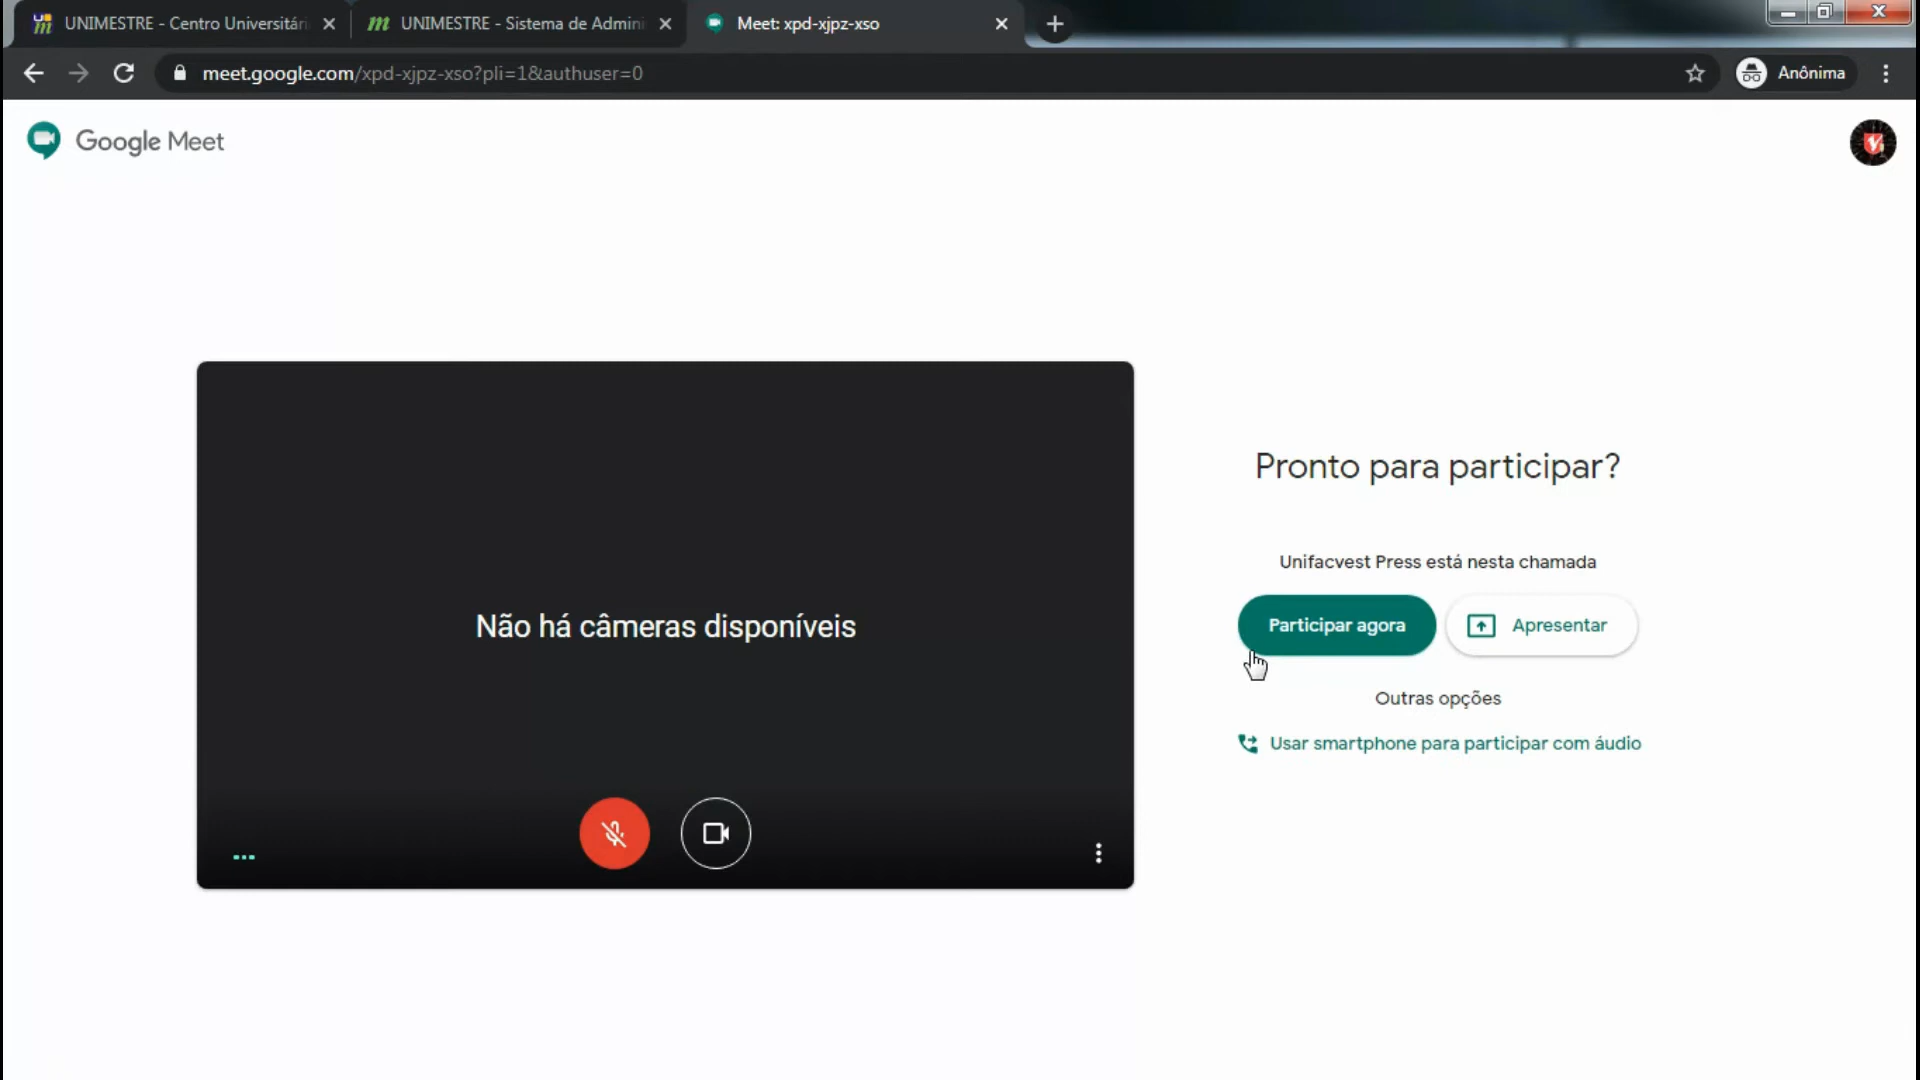 UNIMESTRE - Centro Universitári
UNIMESTRE - Sistema de Admini
Meet: xpd-xjpz-xso
meet.google.com/xpd-xjpz-xso?pli=1&authuser=0
Anônima
Google Meet
Não há câmeras disponíveis
Pronto para participar?
Unifacvest Press está nesta chamada
Participar agora
Apresentar
Outras opções
Usar smartphone para participar com áudio